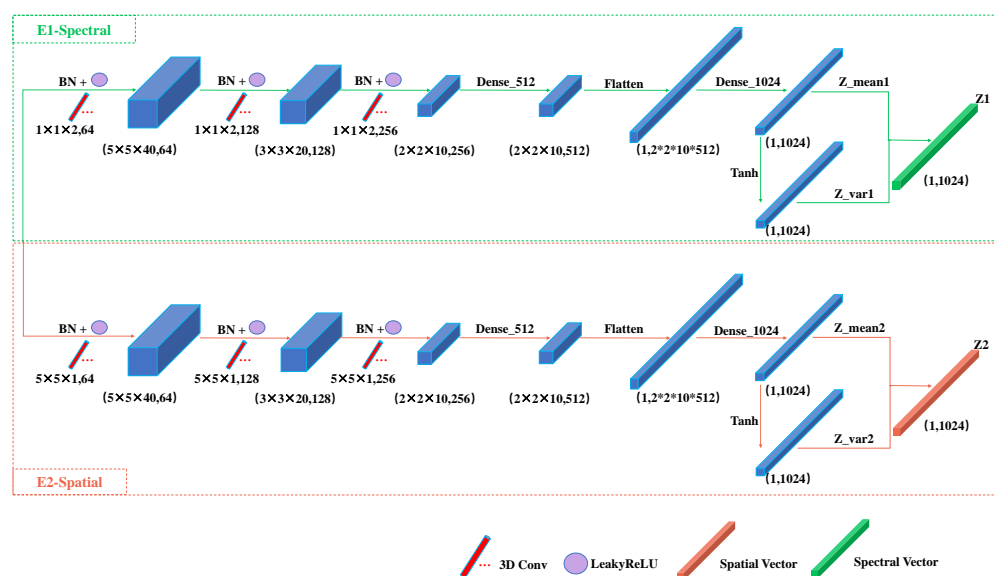 E1-Spectral
Z1
BN + BN + BN + Dense_512 Flatten Dense_1024 Z_mean1
1×1×2,64 1×1×2,128 1×1×2,256
(5×5×40,64) (3×3×20,128) (2×2×10,256) (2×2×10,512) (1,2*2*10*512) (1,1024)
Tanh Z_var1 (1,1024)
(1,1024)
Z2
BN + BN + BN + Dense_512 Flatten Dense_1024 Z_mean2
5×5×1,64 5×5×1,128 5×5×1,256
(5×5×40,64) (3×3×20,128) (2×2×10,256) (2×2×10,512) (1,2*2*10*512) (1,1024)
Tanh Z_var2 (1,1024)
(1,1024)
E2-Spatial
3D Conv LeakyReLU Spatial Vector Spectral Vector